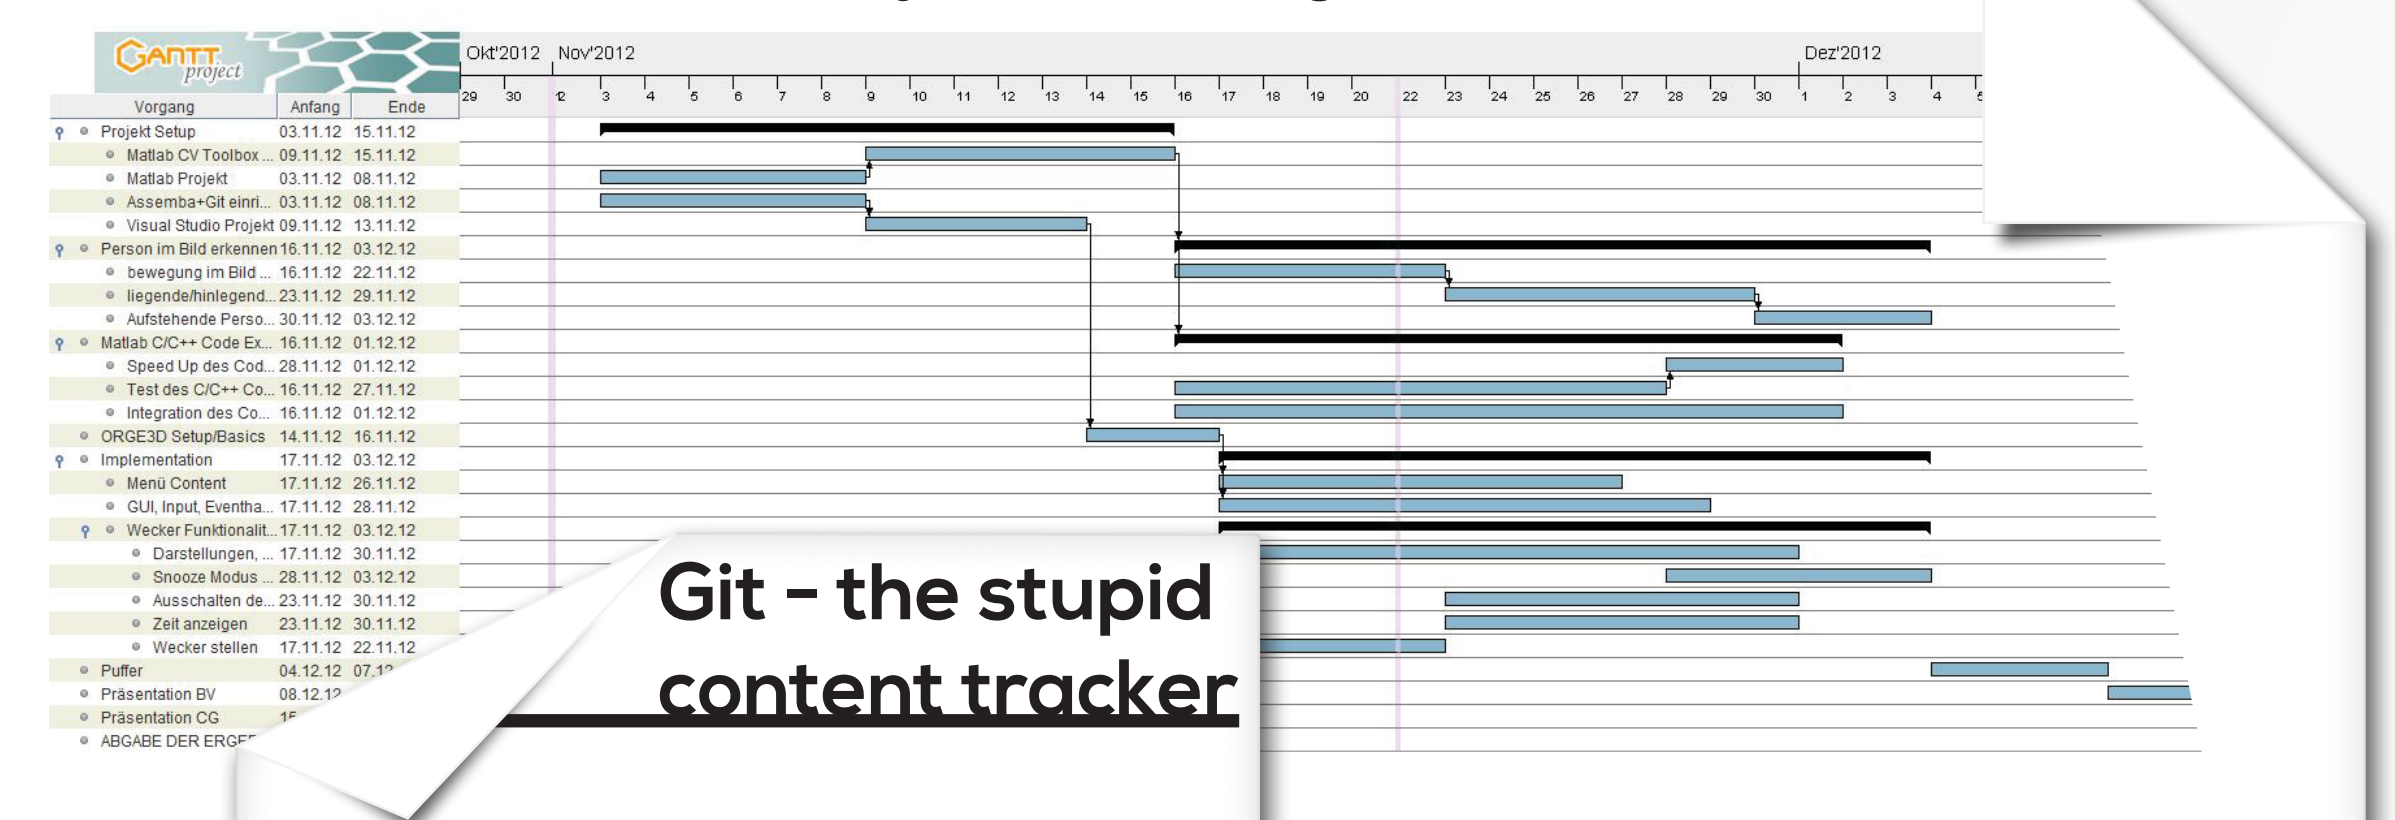 GANTT project
Okt'2012 Nov'2012 Dez'2012
29 30 1 2 3 4 5 6 7 8 9 10 11 12 13 14 15 16 17 18 19 20 22 23 24 25 26 27 28 29 30 1 2 3 4
Vorgang Anfang Ende
Projekt Setup 03.11.12 15.11.12
Matlab CV Toolbox ... 09.11.12 15.11.12
Matlab Projekt 03.11.12 08.11.12
Assemba+Git einri... 03.11.12 08.11.12
Visual Studio Projekt 09.11.12 13.11.12
Person im Bild erkennen 16.11.12 03.12.12
bewegung im Bild ... 16.11.12 22.11.12
liegende/hinlegend... 23.11.12 29.11.12
Aufstehende Perso... 30.11.12 03.12.12
Matlab C/C++ Code Ex... 16.11.12 01.12.12
Speed Up des Cod... 28.11.12 01.12.12
Test des C/C++ Co... 16.11.12 27.11.12
Integration des Co... 16.11.12 01.12.12
ORGE3D Setup/Basics 14.11.12 16.11.12
Implementation 17.11.12 03.12.12
Menü Content 17.11.12 26.11.12
GUI, Input, Eventha... 17.11.12 28.11.12
Wecker Funktionalit... 17.11.12 03.12.12
Darstellungen, ... 17.11.12 30.11.12
Snooze Modus ... 28.11.12 03.12.12
Ausschalten de... 23.11.12 30.11.12
Zeit anzeigen 23.11.12 30.11.12
Wecker stellen 17.11.12 22.11.12
Puffer 04.12.12 07.12
Präsentation BV 08.12.12
Präsentation CG 15
ABGABE DER
Git - the stupid
content tracker